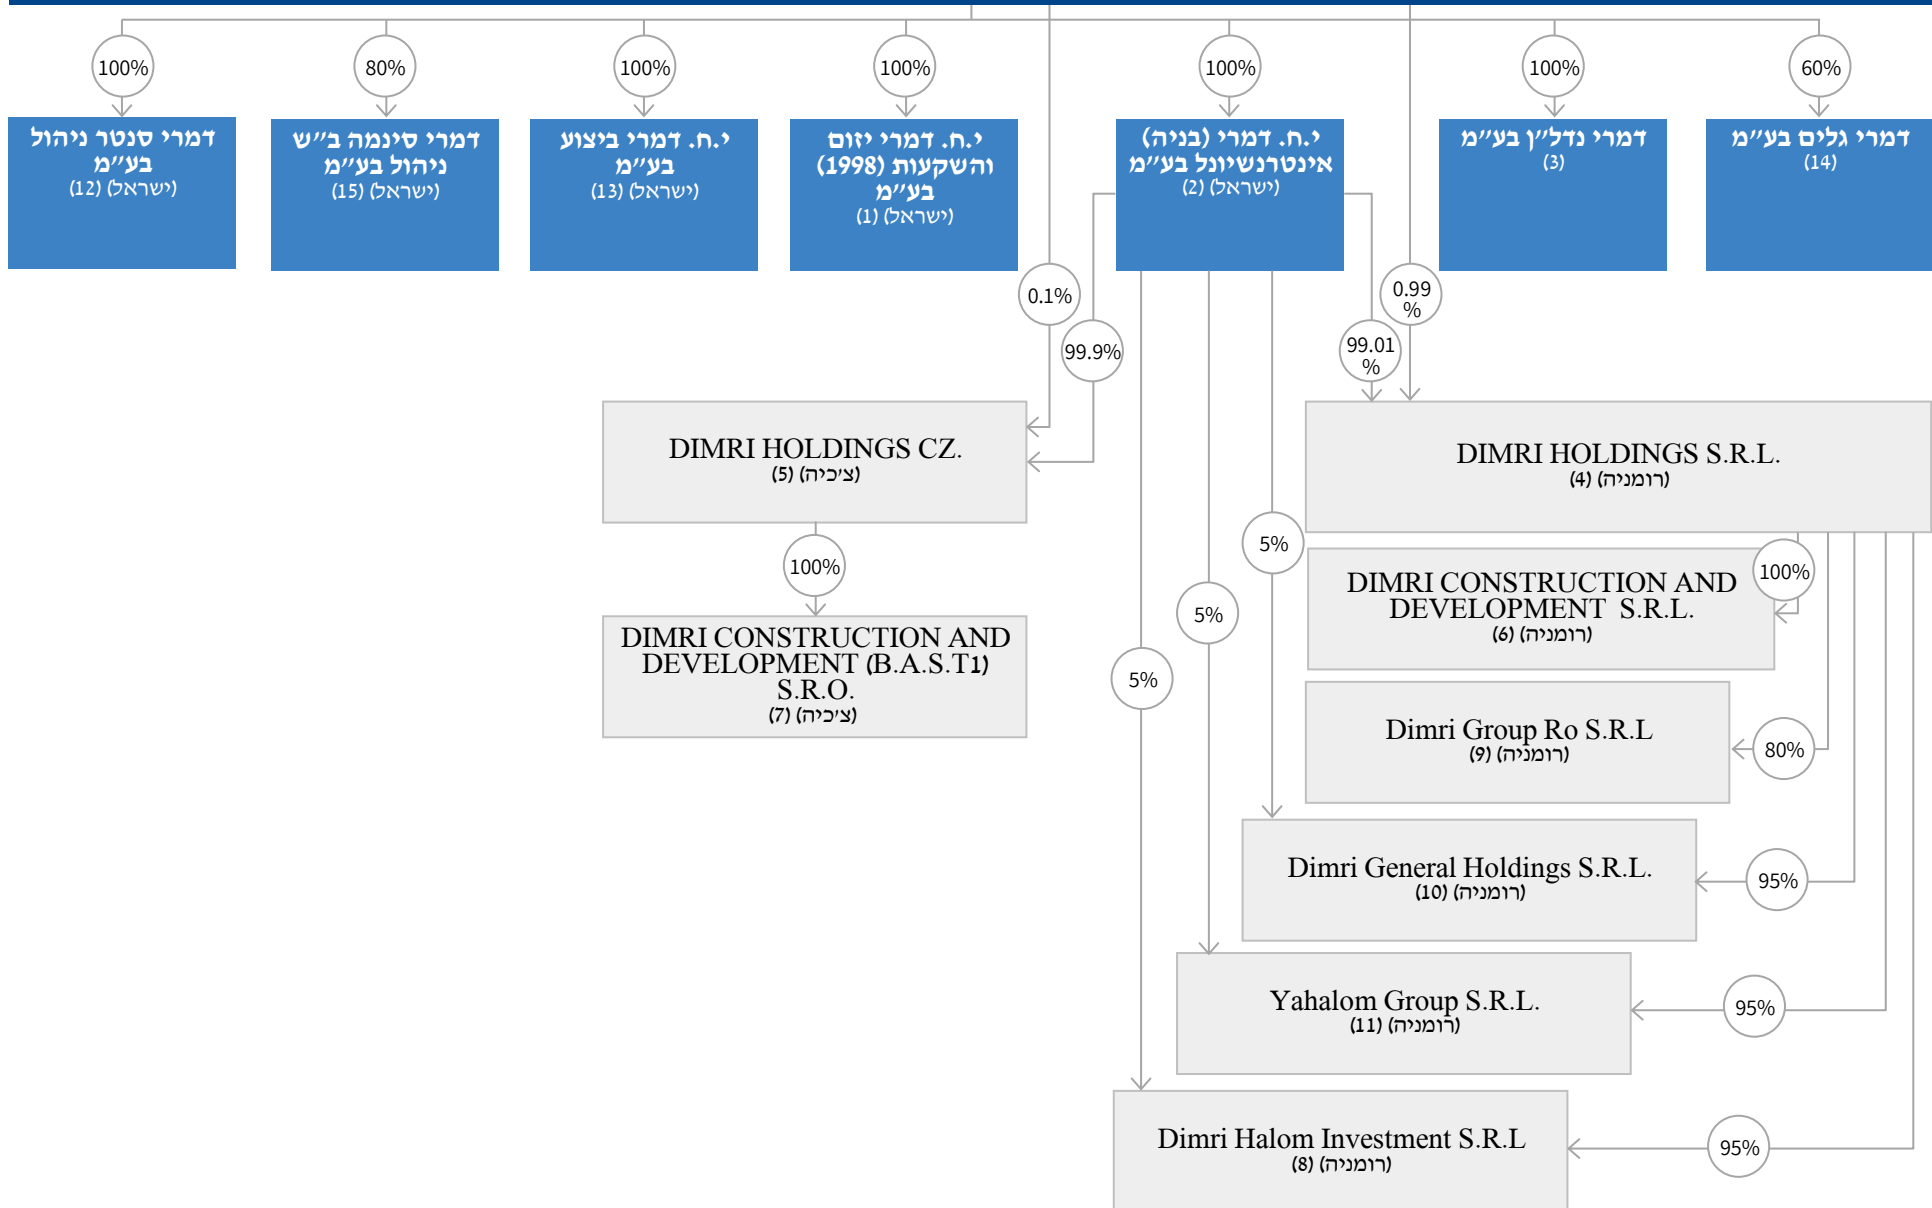 100%
80%
100%
100%
100%
100%
60%
דמרי סנטר ניהול
בע״מ
(ישראל) (12)
דמרי סינמה ב״ש
ניהול בע״מ
(ישראל) (15)
י.ח. דמרי ביצוע
בע״מ
(ישראל) (13)
י.ח. דמרי יזום
והשקעות (1998)
בע״מ
(ישראל) (1)
י.ח. דמרי (בניה)
אינטרנשיונל בע״מ
(ישראל) (2)
דמרי נדל״ן בע״מ
(3)
דמרי גלים בע״מ
(14)
0.1%
99.9%
0.99
%
99.01
%
DIMRI HOLDINGS CZ.
(צ׳כיה) (5)
DIMRI HOLDINGS S.R.L.
(רומניה) (4)
100%
DIMRI CONSTRUCTION AND
DEVELOPMENT (B.A.S.T1)
S.R.O.
(צ׳כיה) (7)
5%
5%
5%
100%
DIMRI CONSTRUCTION AND
DEVELOPMENT S.R.L.
(רומניה) (6)
Dimri Group Ro S.R.L
(רומניה) (9)
80%
Dimri General Holdings S.R.L.
(רומניה) (10)
95%
Yahalom Group S.R.L.
(רומניה) (11)
95%
Dimri Halom Investment S.R.L
(רומניה) (8)
95%